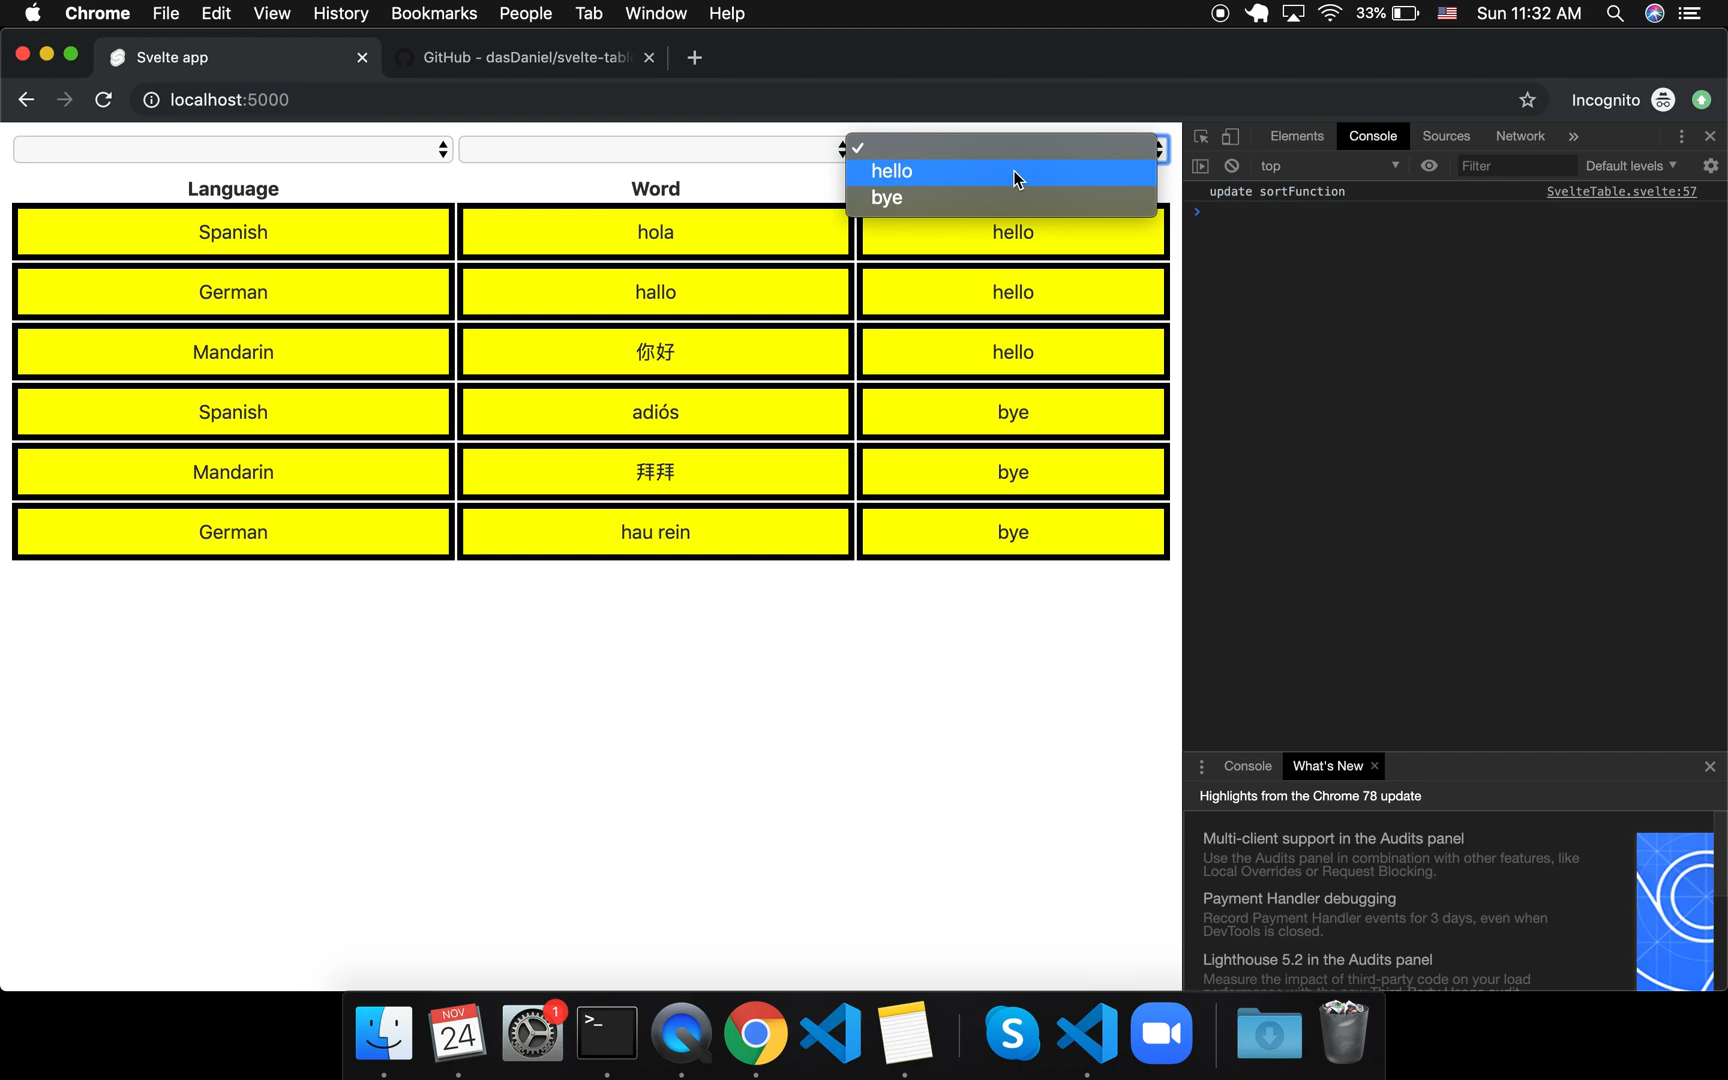 Chrome File Edit View History Bookmarks People Tab Window Help 33% Sun 11:32 AM
Svelte app GitHub - dasDaniel/svelte-tabl
localhost:5000 Incognito
hello
bye
Language Word
Spanish hola hello
German hallo hello
Mandarin 你好 hello
Spanish adiós bye
Mandarin 拜拜 bye
German hau rein bye
Elements Console Sources Network »
top Filter Default levels
update sortFunction SvelteTable.svelte:57
Console What's New
Highlights from the Chrome 78 update
Multi-client support in the Audits panel
Use the Audits panel in combination with other features, like
Local Overrides or Request Blocking.
Payment Handler debugging
Record Payment Handler events for 3 days, even when
DevTools is closed.
Lighthouse 5.2 in the Audits panel
Measure the impact of third-party code on your load
NOV
24
1